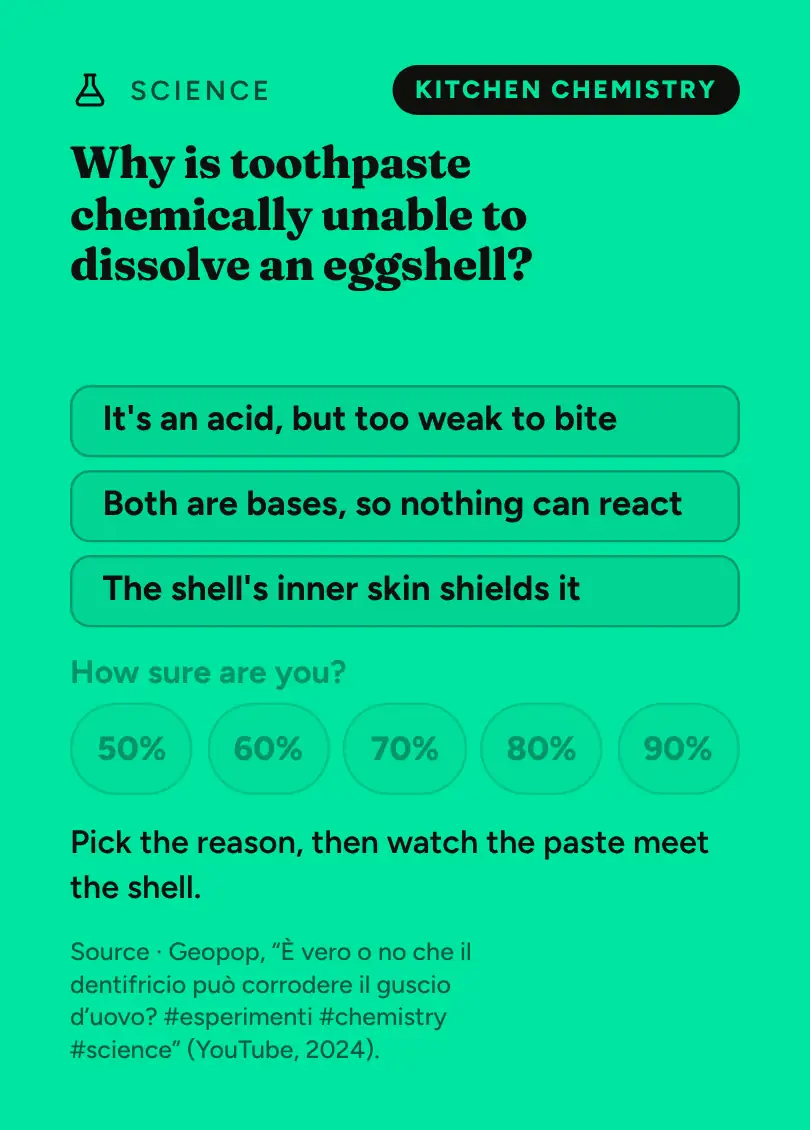 SCIENCE
KITCHEN CHEMISTRY
Why is toothpaste
chemically unable to
dissolve an eggshell?
It's an acid, but too weak to bite
Both are bases, so nothing can react
The shell's inner skin shields it
How sure are you?
50% 60% 70% 80% 90%
Pick the reason, then watch the paste meet
the shell.
Source · Geopop, “È vero o no che il
dentifricio può corrodere il guscio
d’uovo? #esperimenti #chemistry
#science” (YouTube, 2024).